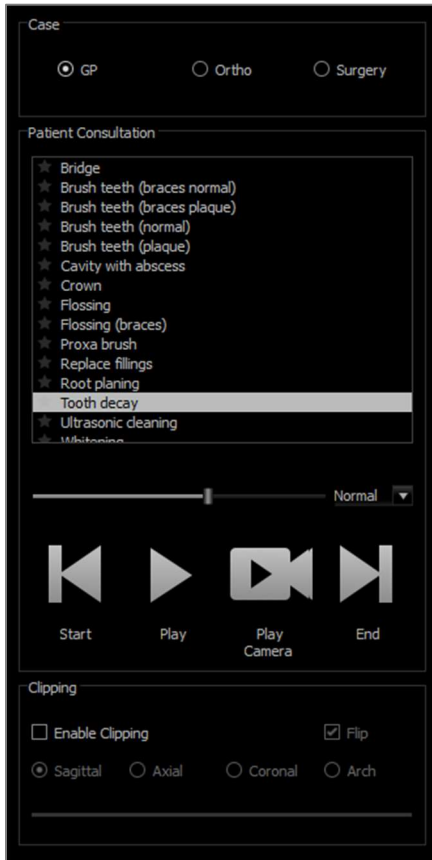 Case
GP Ortho Surgery
Patient Consultation
Bridge
Brush teeth (braces normal)
Brush teeth (braces plaque)
Brush teeth (normal)
Brush teeth (plaque)
Cavity with abscess
Crown
Flossing
Flossing (braces)
Proxa brush
Replace fillings
Root planing
Tooth decay
Ultrasonic cleaning
Whitening
Normal
Start Play Play Camera End
Clipping
Enable Clipping Flip
Sagittal Axial Coronal Arch